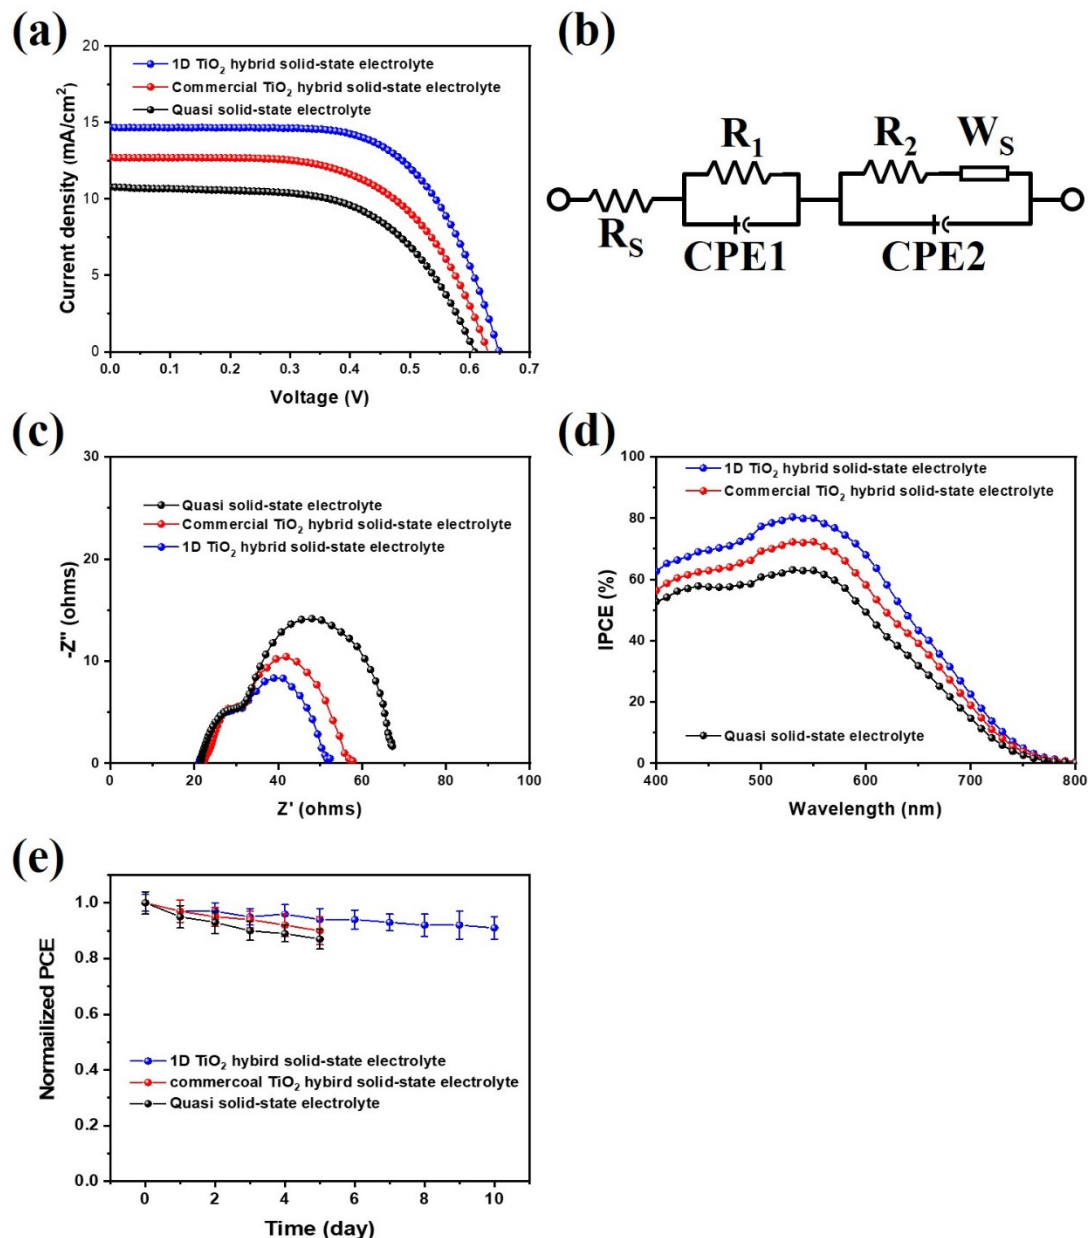 (a)
20
15
10
5
0
Current density (mA/cm²)
1D TiO₂ hybrid solid-state electrolyte
Commercial TiO₂ hybrid solid-state electrolyte
Quasi solid-state electrolyte
0.0 0.1 0.2 0.3 0.4 0.5 0.6 0.7
Voltage (V)
(b)
R₁ R₂ W_S
R_S CPE1 CPE2
(c)
30
20
10
0
-Z" (ohms)
Quasi solid-state electrolyte
Commercial TiO₂ hybrid solid-state electrolyte
1D TiO₂ hybrid solid-state electrolyte
0 20 40 60 80 100
Z' (ohms)
(d)
100
80
60
40
20
0
IPCE (%)
1D TiO₂ hybrid solid-state electrolyte
Commercial TiO₂ hybrid solid-state electrolyte
Quasi solid-state electrolyte
400 500 600 700 800
Wavelength (nm)
(e)
1.0
0.8
0.6
0.4
0.2
0.0
Normailized PCE
1D TiO₂ hybird solid-state electrolyte
commercoal TiO₂ hybird solid-state electrolyte
Quasi solid-state electrolyte
0 2 4 6 8 10
Time (day)